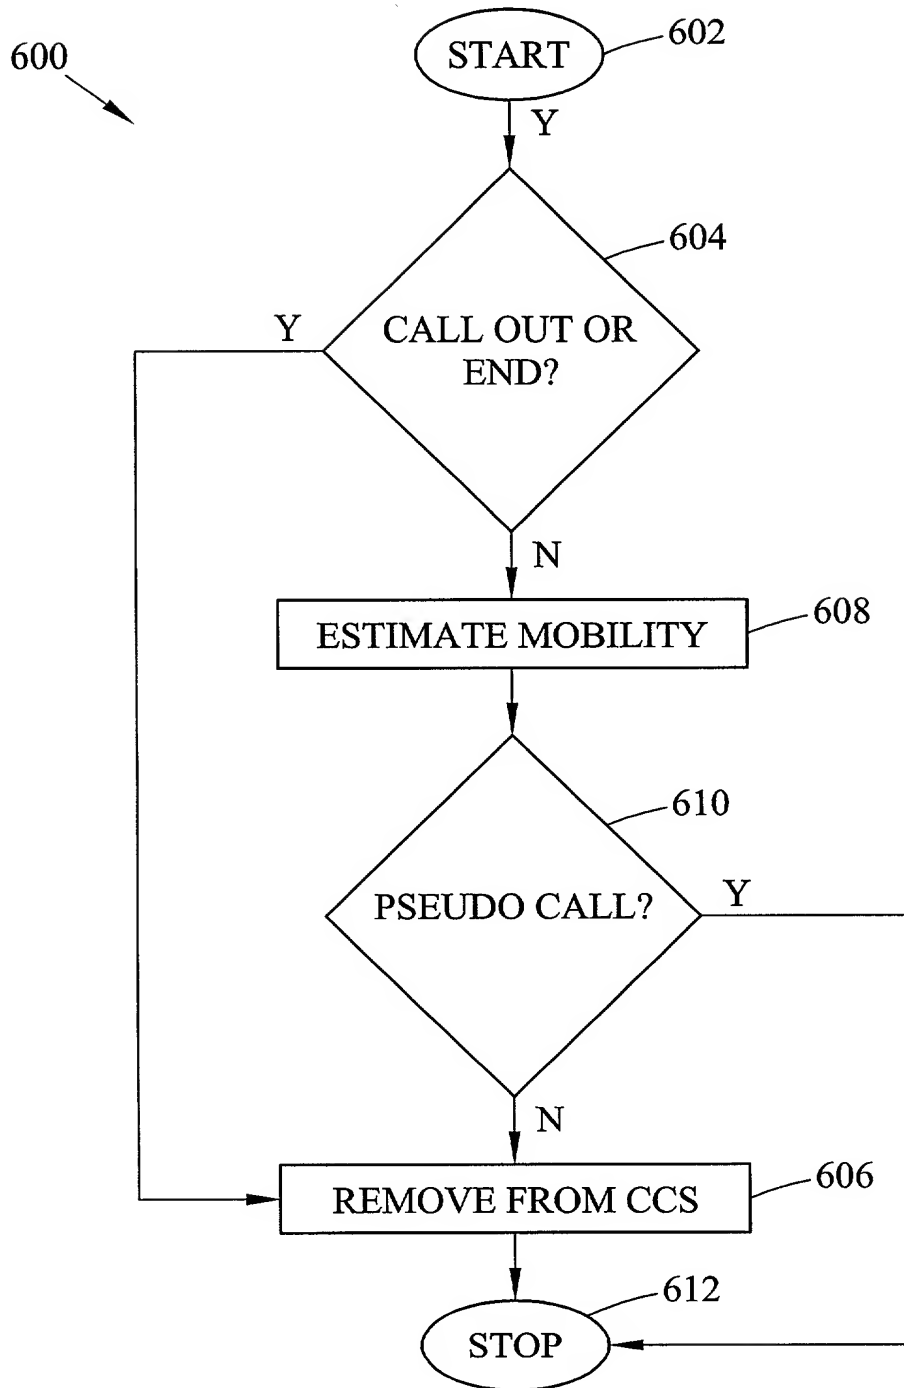 602
START
600
Y
604
Y
CALL OUT OR
END?
N
608
ESTIMATE MOBILITY
610
PSEUDO CALL?
Y
N
606
REMOVE FROM CCS
612
STOP